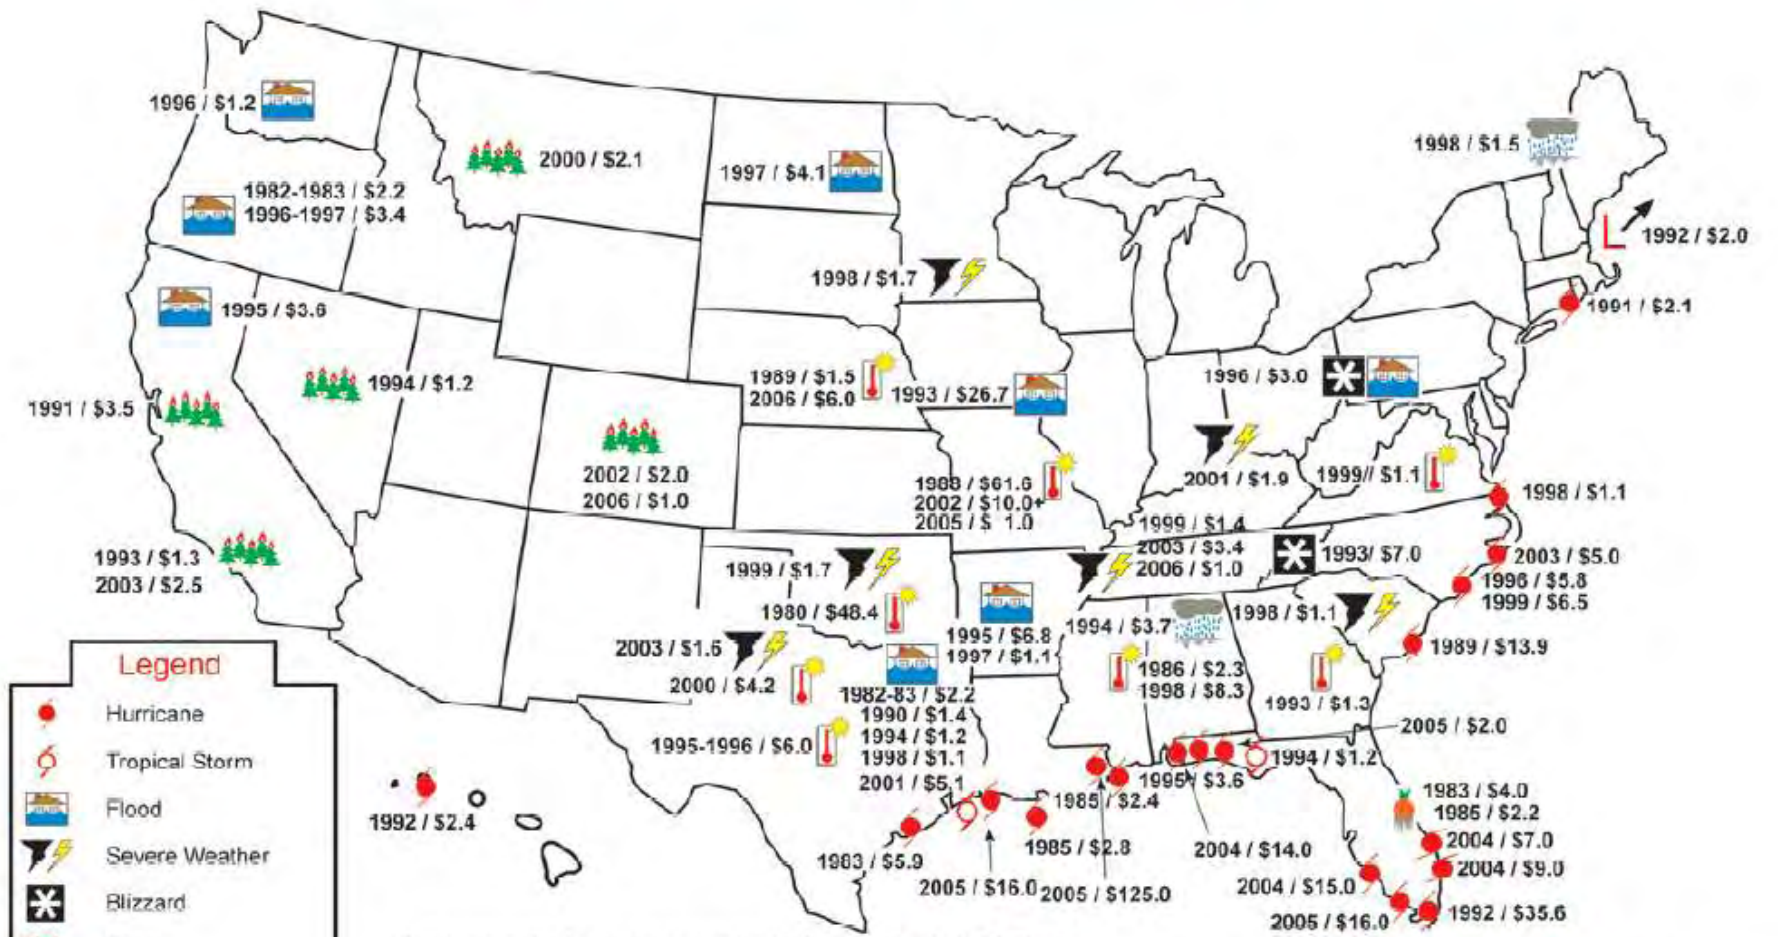 1996 / $1.2
2000 / $2.1
1997 / $4.1
1998 / $1.5
1982-1983 / $2.2
1996-1997 / $3.4
1992 / $2.0
L
1998 / $1.7
1995 / $3.6
1991 / $2.1
1994 / $1.2
1989 / $1.5
2006 / $6.0
1993 / $26.7
1996 / $3.0
1991 / $3.5
2002 / $2.0
2006 / $1.0
1988 / $61.6
2002 / $10.0+
2005 / $ 1.0
2001 / $1.9
1999// $1.1
1998 / $1.1
1993 / $1.3
2003 / $2.5
1999 / $1.7
1980 / $48.4
1999 / $1.4
2003 / $3.4
2006 / $1.0
1993/ $7.0
2003 / $5.0
1996 / $5.8
1999 / $6.5
1995 / $6.8
1997 / $1.1
1994 / $3.7
1998 / $1.1
1989 / $13.9
2003 / $1.6
2000 / $4.2
1986 / $2.3
1998 / $8.3
1993 / $1.3
1982-83 / $2.2
1990 / $1.4
1994 / $1.2
1998 / $1.1
2001 / $5.1
1995-1996 / $6.0
2005 / $2.0
1994 / $1.2
1995 / $3.6
1985 / $2.4
1983 / $4.0
1985 / $2.2
1992 / $2.4
1983 / $5.9
1985 / $2.8
2004 / $14.0
2004 / $7.0
2004 / $9.0
2005 / $16.0
2005 / $125.0
2004 / $15.0
2005 / $16.0
1992 / $35.6
Legend
Hurricane
Tropical Storm
Flood
Severe Weather
Blizzard